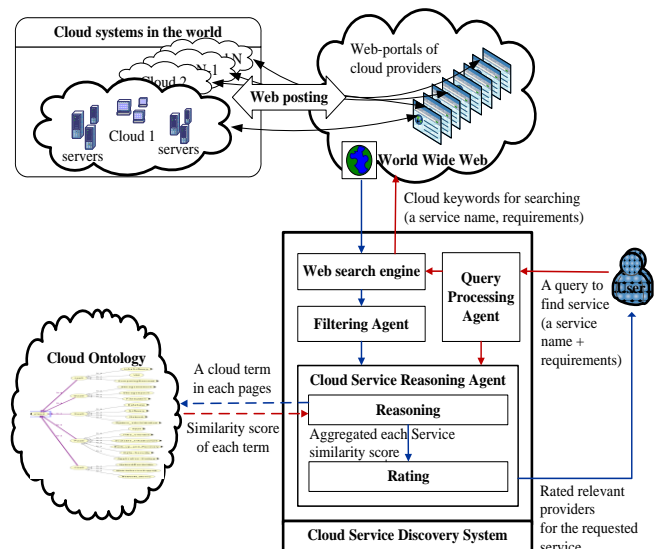 Cloud systems in the world
N
N-1
Cloud 2
Cloud 1
servers
servers
Web posting
Web-portals of
cloud providers
World Wide Web
Cloud keywords for searching
(a service name, requirements)
Web search engine
Query
Processing
Agent
Filtering Agent
User
A query to
find service
(a service
name +
requirements)
Cloud Ontology
A cloud term
in each pages
Similarity score
of each term
Cloud Service Reasoning Agent
Reasoning
Aggregated each Service
similarity score
Rating
Rated relevant
providers
for the requested
service
Cloud Service Discovery System